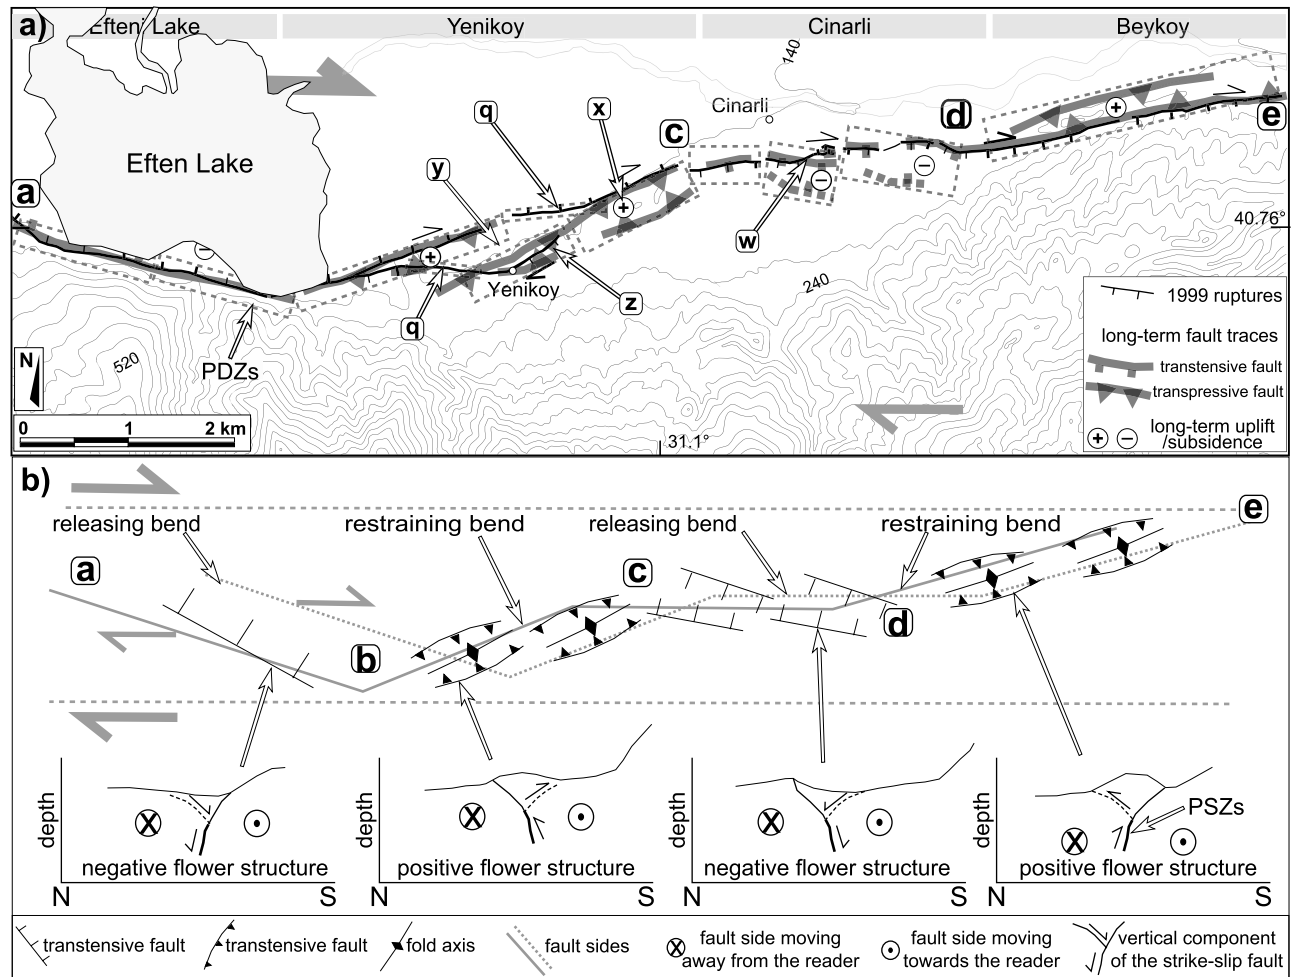 a)
Efteni Lake
Yenikoy
Cinarli
Beykoy
140
Cinarli
q
x
c
d
e
y
Eften Lake
a
w
40.76°
z
Yenikoy
q
240
PDZs
520
N
0 1 2 km
31.1°
1999 ruptures
long-term fault traces
transtensive fault
transpressive fault
+ − long-term uplift
/subsidence
b)
releasing bend
restraining bend
releasing bend
restraining bend
e
a
c
b
d
depth
X
negative flower structure
N S
depth
X
positive flower structure
N S
depth
X
negative flower structure
N S
depth
PSZs
X
positive flower structure
N S
transtensive fault
transtensive fault
fold axis
fault sides
X fault side moving
away from the reader
fault side moving
towards the reader
vertical component
of the strike-slip fault